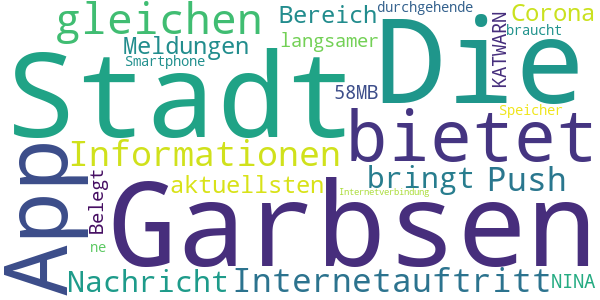 gleichen
Bereich
durchgehende
Corona
Meldungen
langsamer
KATWARN
braucht
Smartphone
Stadt
Die
58MB
Speicher
bietet
App
Informationen
Belegt
aktuellsten
bringt
Push
Garbsen
Internetverbindung
ne
Nachricht
Internetauftritt
NINA